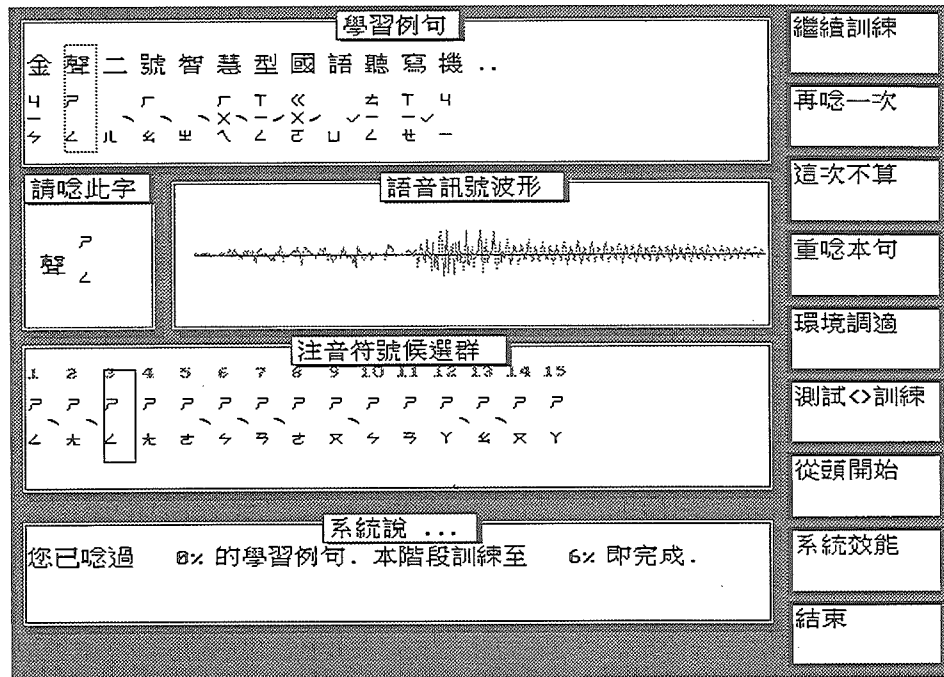 學習例句
金聲二號智慧型國語聽寫機..
ㄐ ㄕ ㄏ ㄏ ㄒ ㄍ ㄊ ㄒ ㄐ
ㄧ ˋ ˋ ˋ ㄨˋ ㄧˊ ㄨˊ ˇ ㄧ ㄧˇ
ㄣ ㄥ ㄦ ㄠ ㄓ ㄟ ㄥ ㄛ ㄩ ㄥ ㄝ ㄧ
請唸此字
聲 ㄕ ㄥ
語音訊號波形
注音符號候選群
1 2 3 4 5 6 7 8 9 10 11 12 13 14 15
ㄕ ㄕ ㄕ ㄕ ㄕ ㄕ ㄕ ㄕ ㄕ ㄕ ㄕ ㄕ ㄕ ㄕ ㄕ
ㄥ ㄤ ㄥ ㄤ ㄜ ㄣ ㄢ ㄜ ㄡ ㄣ ㄢ ㄚ ㄠ ㄡ ㄚ
系統說 ...
您已唸過 0% 的學習例句. 本階段訓練至 6% 即完成.
繼續訓練
再唸一次
這次不算
重唸本句
環境調適
測試<>訓練
從頭開始
系統效能
結束